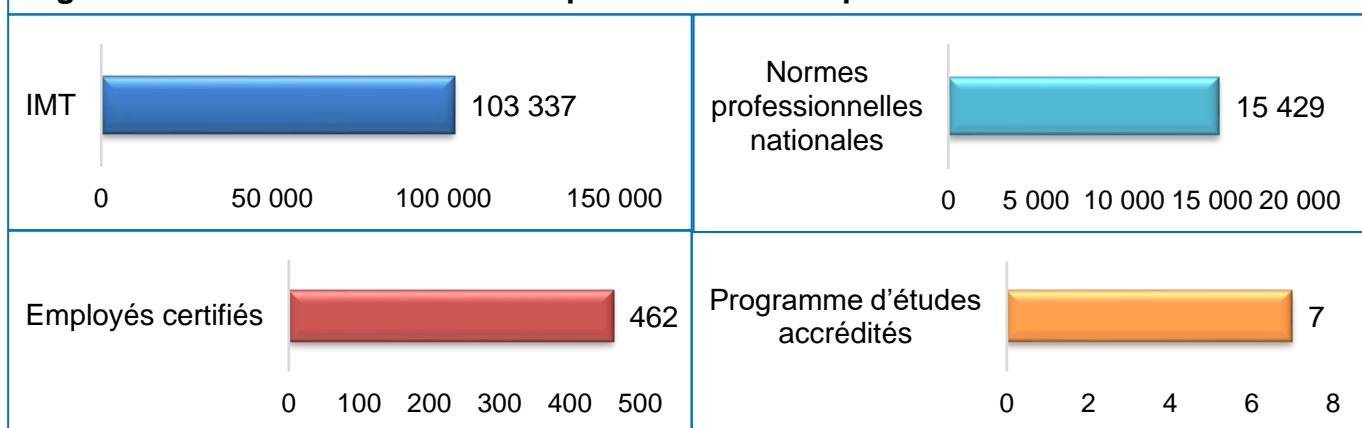 IMT
103 337
0 50 000 100 000 150 000
Normes
professionnelles
nationales
15 429
0 5 000 10 000 15 000 20 000
Employés certifiés
462
0 100 200 300 400 500
Programme d’études
accrédités
7
0 2 4 6 8